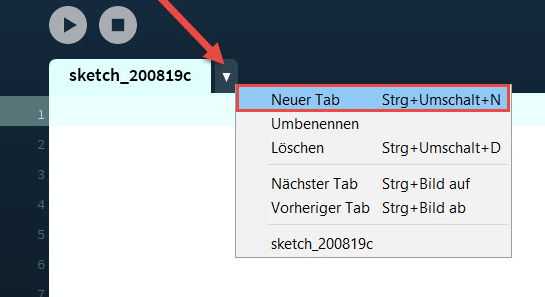 sketch_200819c ▼
1
Neuer Tab Strg+Umschalt+N
2
Umbenennen
Löschen Strg+Umschalt+D
3
Nächster Tab Strg+Bild auf
4
Vorheriger Tab Strg+Bild ab
5
6
sketch_200819c
7